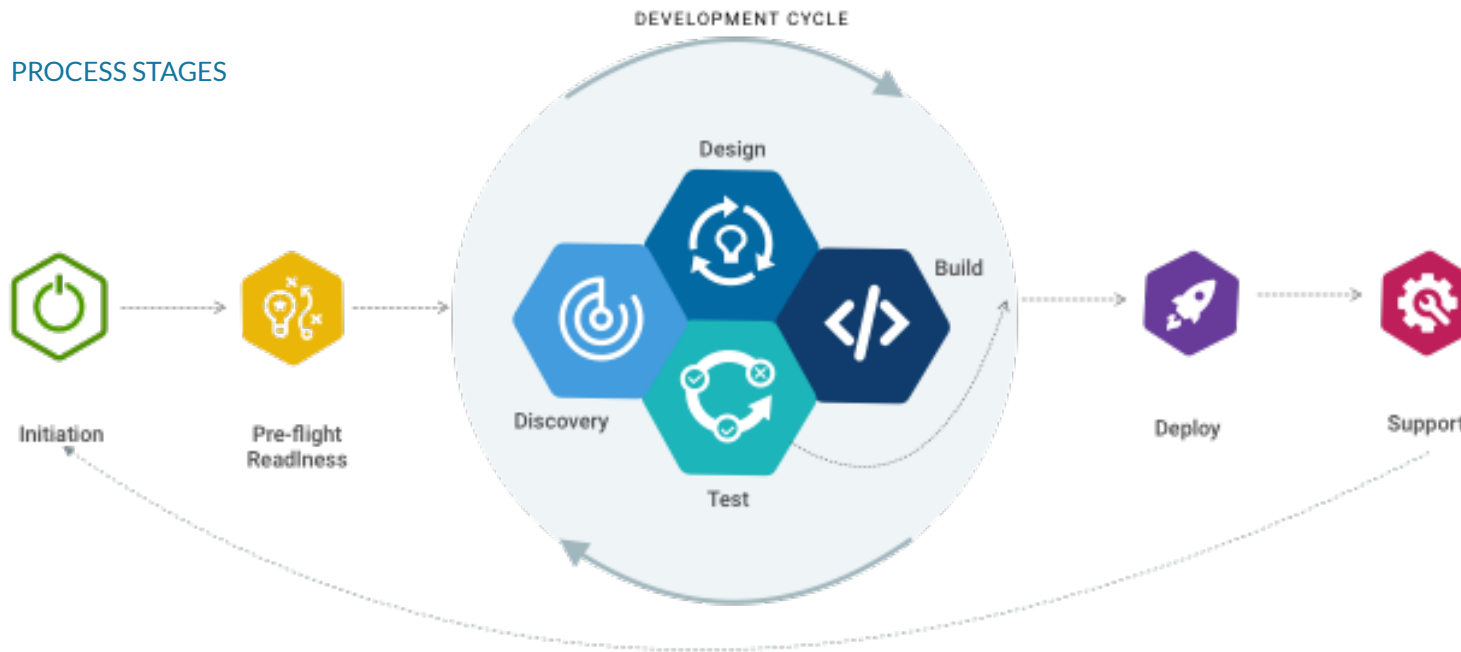 DEVELOPMENT CYCLE
PROCESS STAGES
Design
Build
Discovery
Test
Initiation
Pre-flight
ReadIness
Deploy
Support